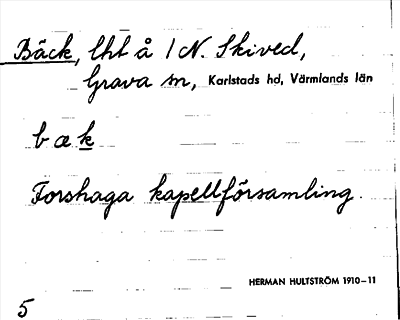 Bäck, lht å 1 N. Skived,
Grava sn, Karlstads hd, Värmlands län
b æ k
Forshaga kapellförsamling.
HERMAN HULTSTRÖM 1910–11
5